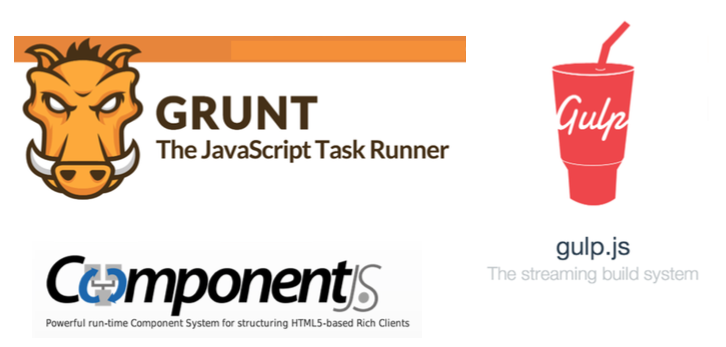 GRUNT
The JavaScript Task Runner
Gulp
gulp.js
The streaming build system
ComponentJS
Powerful run-time Component System for structuring HTML5-based Rich Clients